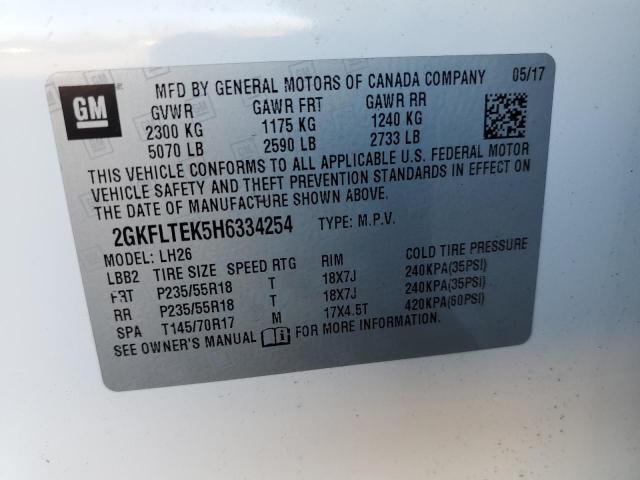 GM
MFD BY GENERAL MOTORS OF CANADA COMPANY 05/17
GVWR GAWR FRT GAWR RR
2300 KG 1175 KG 1240 KG
5070 LB 2590 LB 2733 LB
THIS VEHICLE CONFORMS TO ALL APPLICABLE U.S. FEDERAL MOTOR
VEHICLE SAFETY AND THEFT PREVENTION STANDARDS IN EFFECT ON
THE DATE OF MANUFACTURE SHOWN ABOVE.
2GKFLTEK5H6334254 TYPE: M.P.V.
MODEL: LH26
LBB2 TIRE SIZE SPEED RTG RIM COLD TIRE PRESSURE
FRT P235/55R18 T 18X7J 240KPA(35PSI)
RR P235/55R18 T 18X7J 240KPA(35PSI)
SPA T145/70R17 M 17X4.5T 420KPA(60PSI)
SEE OWNER'S MANUAL FOR MORE INFORMATION.